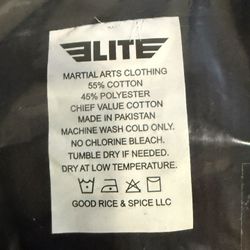 ELITE
MARTIAL ARTS CLOTHING
55% COTTON
45% POLYESTER
CHIEF VALUE COTTON
MADE IN PAKISTAN
MACHINE WASH COLD ONLY.
NO CHLORINE BLEACH.
TUMBLE DRY IF NEEDED.
DRY AT LOW TEMPERATURE.
GOOD RICE & SPICE LLC